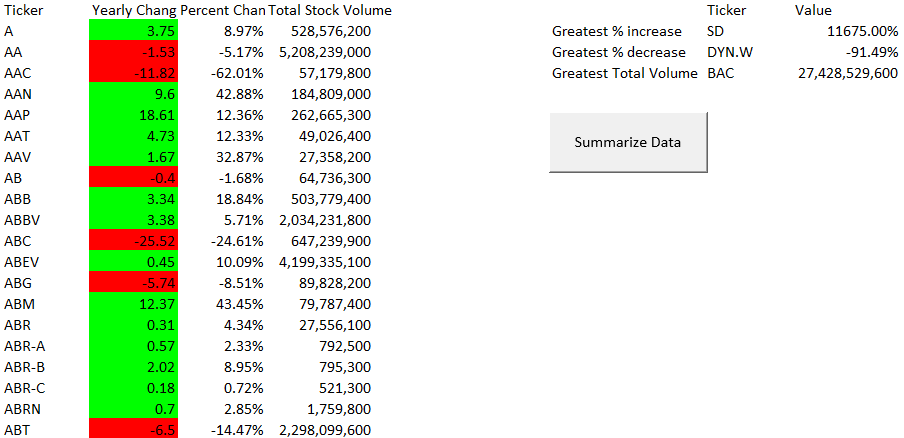 Ticker Yearly Chang Percent Chan Total Stock Volume Ticker Value
A 3.75 8.97% 528,576,200 Greatest % increase SD 11675.00%
AA -1.53 -5.17% 5,208,239,000 Greatest % decrease DYN.W -91.49%
AAC -11.82 -62.01% 57,179,800 Greatest Total Volume BAC 27,428,529,600
AAN 9.6 42.88% 184,809,000
AAP 18.61 12.36% 262,665,300
AAT 4.73 12.33% 49,026,400
AAV 1.67 32.87% 27,358,200
AB -0.4 -1.68% 64,736,300
ABB 3.34 18.84% 503,779,400
ABBV 3.38 5.71% 2,034,231,800
ABC -25.52 -24.61% 647,239,900
ABEV 0.45 10.09% 4,199,335,100
ABG -5.74 -8.51% 89,828,200
ABM 12.37 43.45% 79,787,400
ABR 0.31 4.34% 27,556,100
ABR-A 0.57 2.33% 792,500
ABR-B 2.02 8.95% 795,300
ABR-C 0.18 0.72% 521,300
ABRN 0.7 2.85% 1,759,800
ABT -6.5 -14.47% 2,298,099,600
Summarize Data